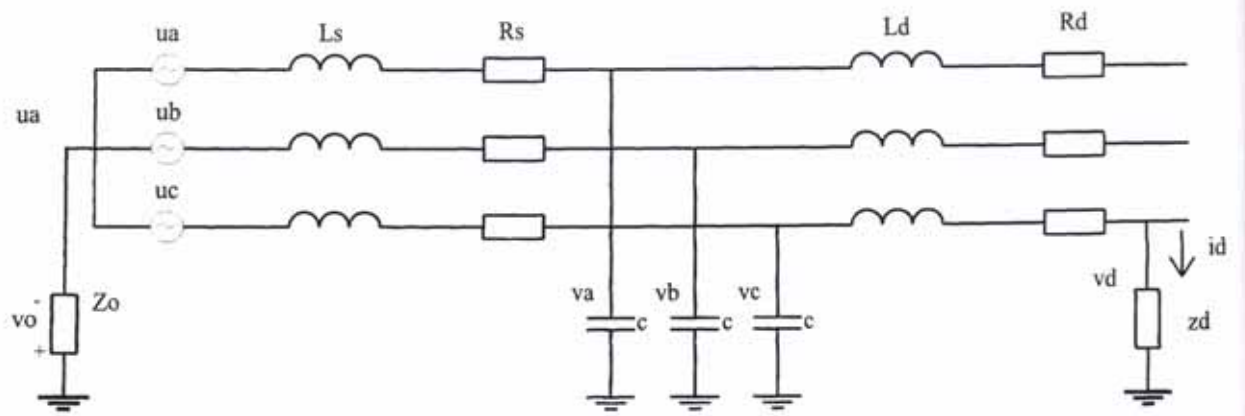 ua Ls Rs Ld Rd
ua ub
uc
id
va vb vc vd
- Zo c c c zd
vo
+